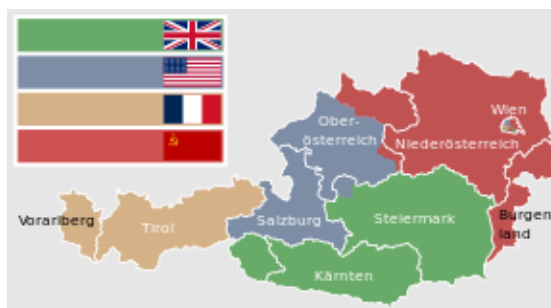 Wien
Ober-
österreich
Niederösterreich
Vorarlberg
Tirol
Salzburg
Steiermark
Burgen
land
Kärnten